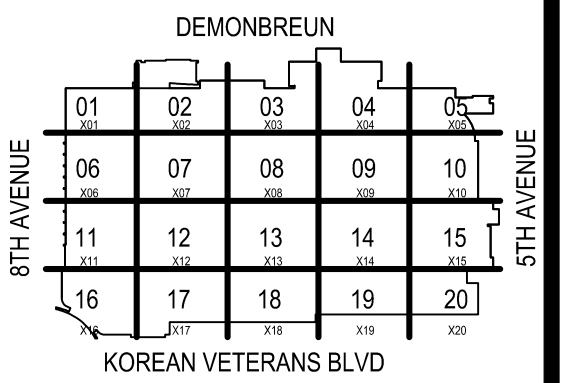 DEMONBREUN
01 02 03 04 05
X01 X02 X03 X04 X05
06 07 08 09 10
X06 X07 X08 X09 X10
8TH AVENUE
5TH AVENUE
11 12 13 14 15
X11 X12 X13 X14 X15
16 17 18 19 20
X16 X17 X18 X19 X20
KOREAN VETERANS BLVD